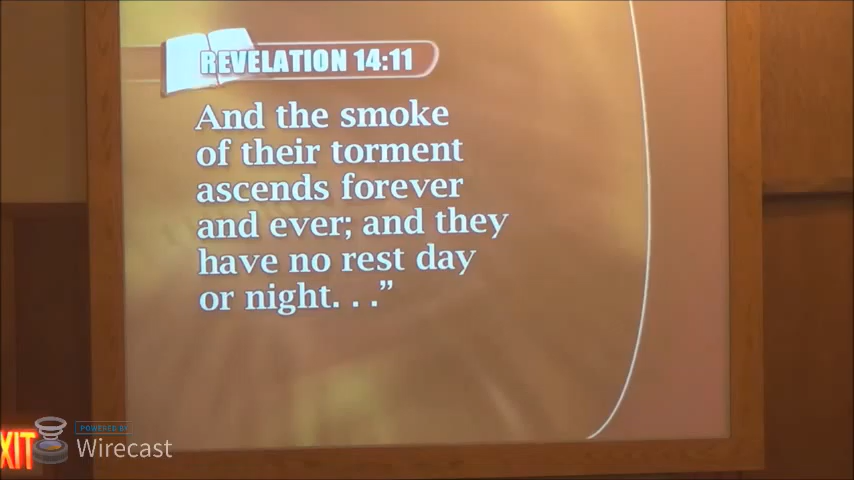 REVELATION 14:11
And the smoke
of their torment
ascends forever
and ever; and they
have no rest day
or night. . .”
XIT
POWERED BY
Wirecast